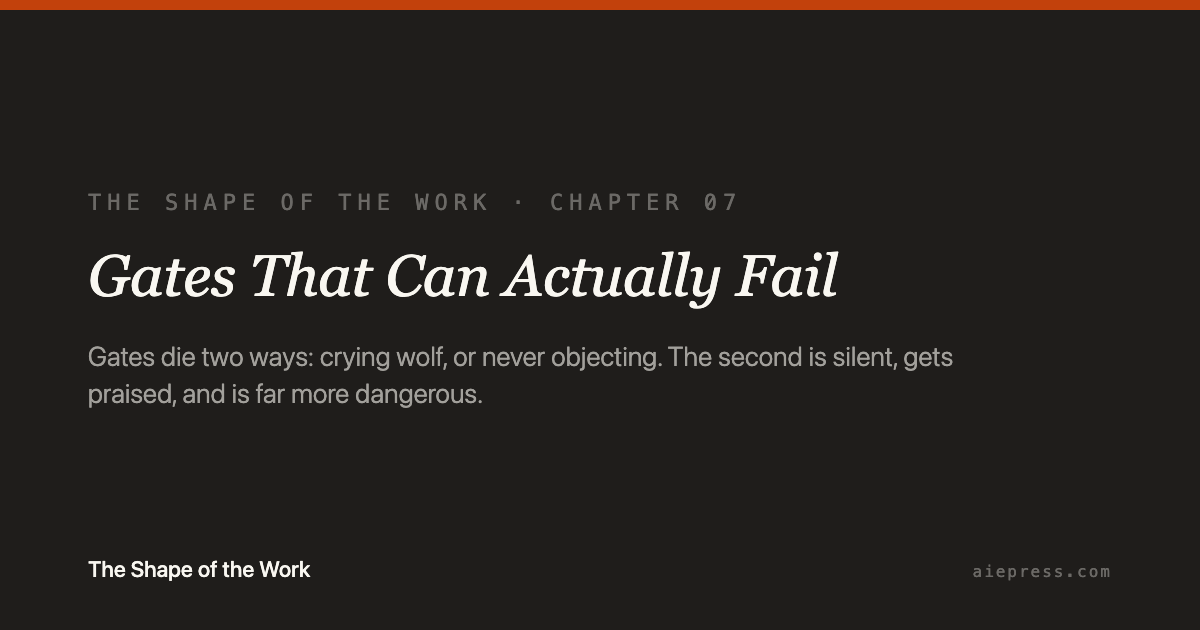 THE SHAPE OF THE WORK · CHAPTER 07
Gates That Can Actually Fail
Gates die two ways: crying wolf, or never objecting. The second is silent, gets
praised, and is far more dangerous.
The Shape of the Work
aiepress.com